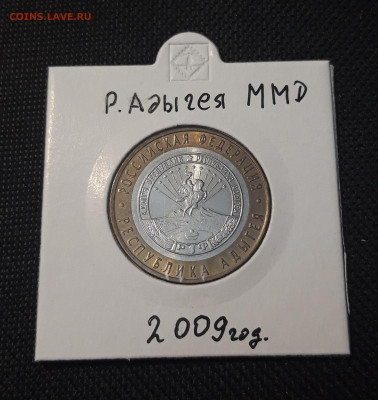 COINS.LAVE.RU
Р. Адыгея ММД
РОССИЙСКАЯ ФЕДЕРАЦИЯ
РЕСПУБЛИКА АДЫГЕЯ
2009 год.